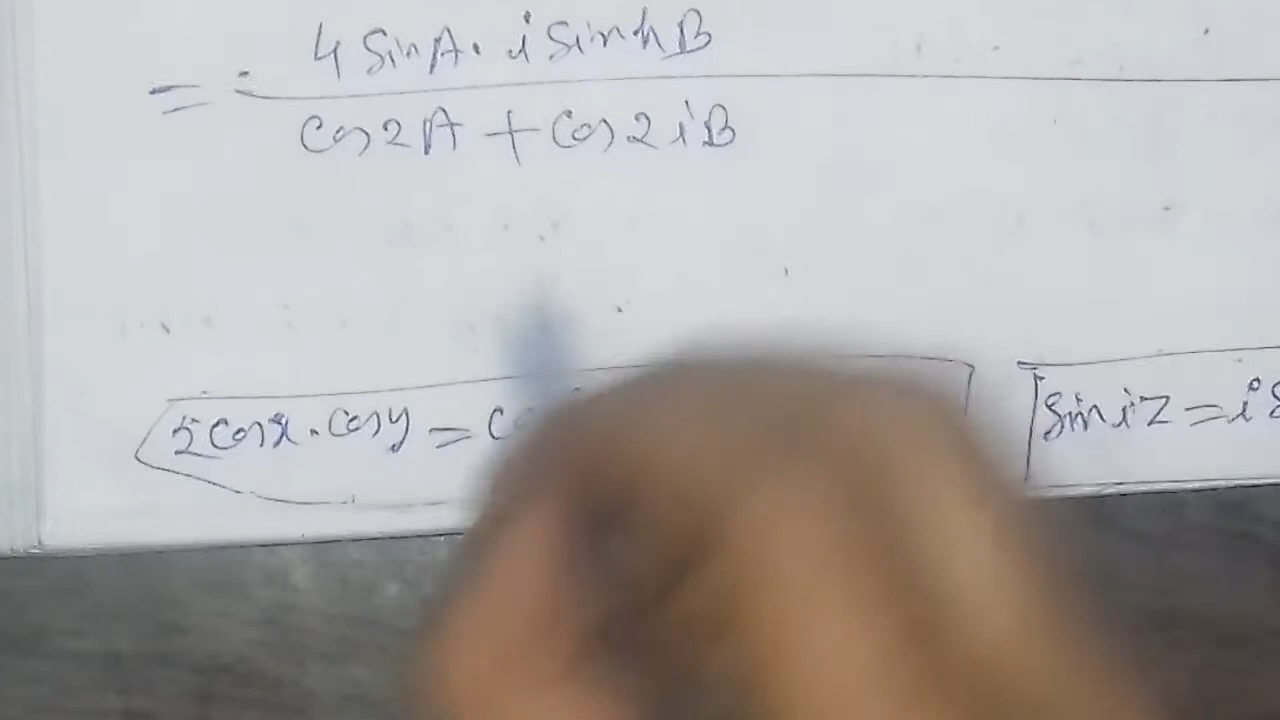 4 sin A. i sinh B
=
cos 2A + cos 2iB
2 cos x . cos y = c
sin iz = i s